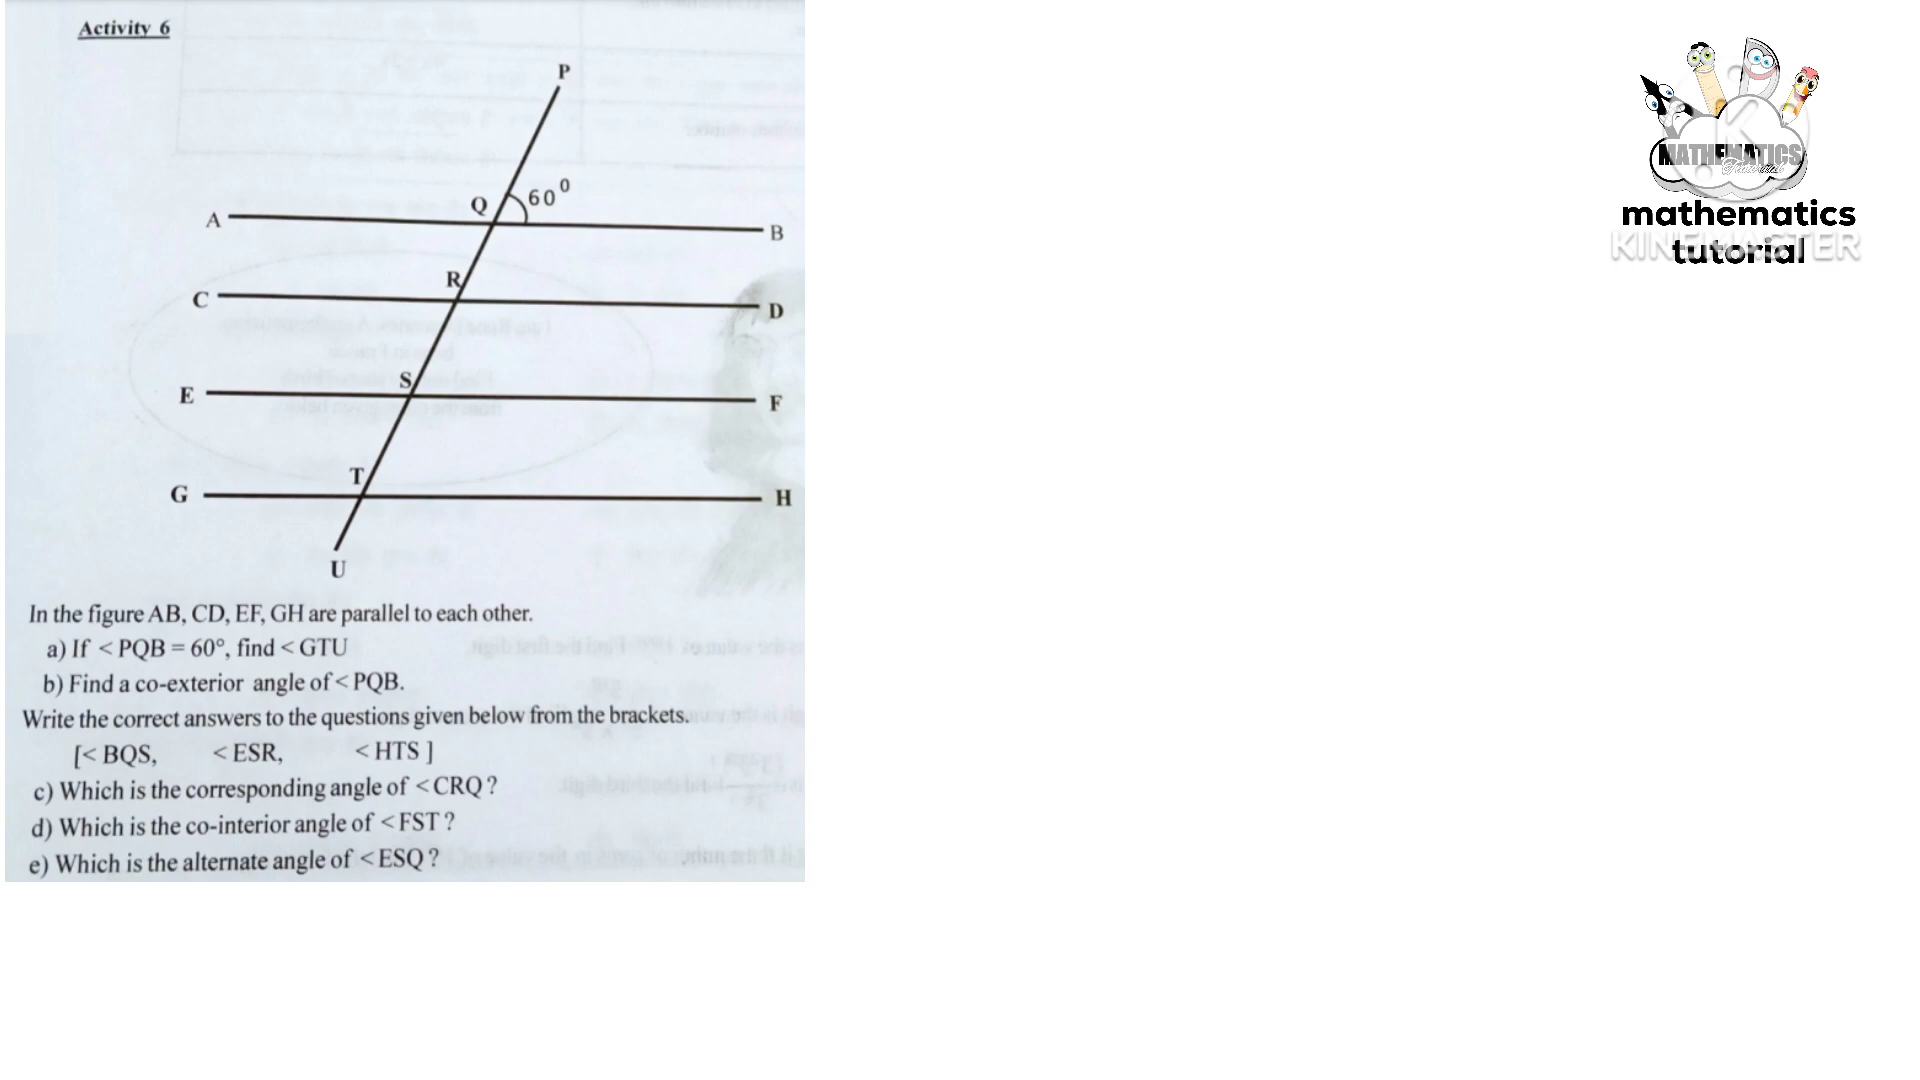 Activity 6
P
Q
60⁰
A
B
R
C
D
S
E
F
T
G
H
U
In the figure AB, CD, EF, GH are parallel to each other.
a) If < PQB = 60°, find < GTU
b) Find a co-exterior angle of < PQB.
Write the correct answers to the questions given below from the brackets.
[< BQS, < ESR, < HTS ]
c) Which is the corresponding angle of < CRQ ?
d) Which is the co-interior angle of < FST ?
e) Which is the alternate angle of < ESQ ?
MATHEMATICS
mathematics
tutorial
KINEMASTER